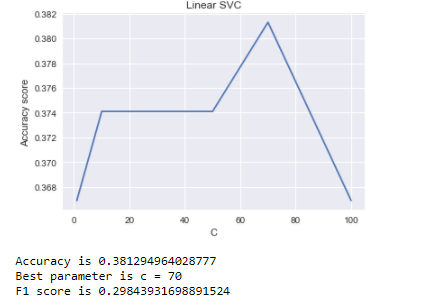 Linear SVC
0.382
0.380
0.378
0.376
0.374
0.372
0.370
0.368
Accuracy score
0 20 40 60 80 100
C
Accuracy is 0.381294964028777
Best parameter is c = 70
F1 score is 0.29843931698891524